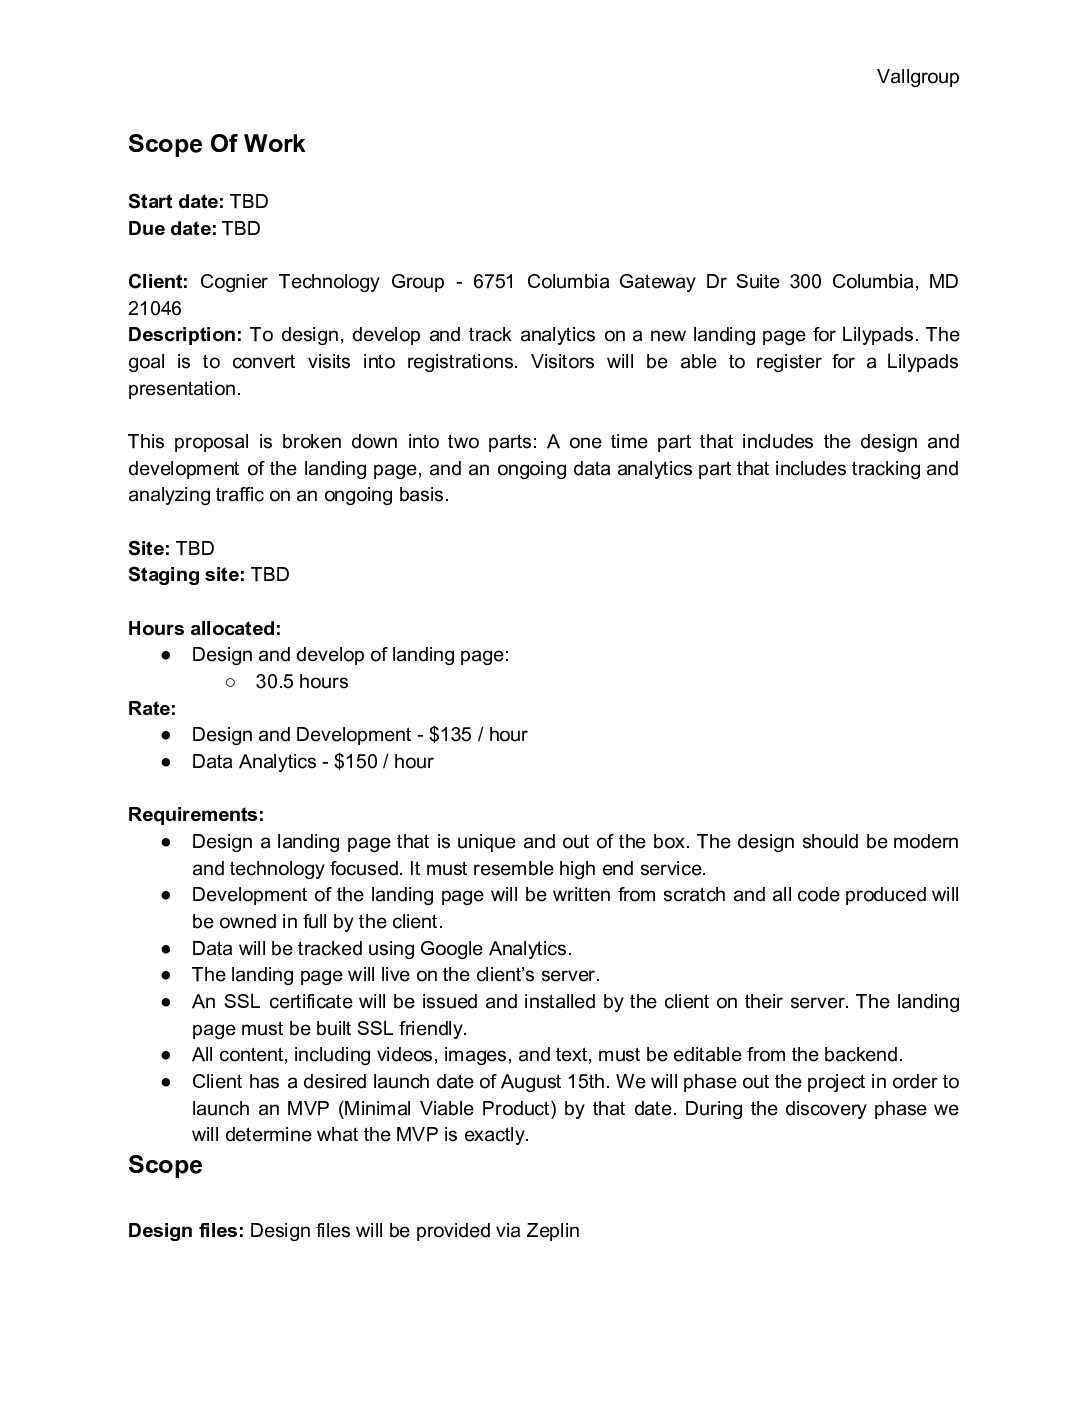 Vallgroup
Scope Of Work
Start date: TBD
Due date: TBD
Client: Cognier Technology Group - 6751 Columbia Gateway Dr Suite 300 Columbia, MD
21046
Description: To design, develop and track analytics on a new landing page for Lilypads. The
goal is to convert visits into registrations. Visitors will be able to register for a Lilypads
presentation.
This proposal is broken down into two parts: A one time part that includes the design and
development of the landing page, and an ongoing data analytics part that includes tracking and
analyzing traffic on an ongoing basis.
Site: TBD
Staging site: TBD
Hours allocated:
● Design and develop of landing page:
○ 30.5 hours
Rate:
● Design and Development - $135 / hour
● Data Analytics - $150 / hour
Requirements:
● Design a landing page that is unique and out of the box. The design should be modern
and technology focused. It must resemble high end service.
● Development of the landing page will be written from scratch and all code produced will
be owned in full by the client.
● Data will be tracked using Google Analytics.
● The landing page will live on the client’s server.
● An SSL certificate will be issued and installed by the client on their server. The landing
page must be built SSL friendly.
● All content, including videos, images, and text, must be editable from the backend.
● Client has a desired launch date of August 15th. We will phase out the project in order to
launch an MVP (Minimal Viable Product) by that date. During the discovery phase we
will determine what the MVP is exactly.
Scope
Design files: Design files will be provided via Zeplin